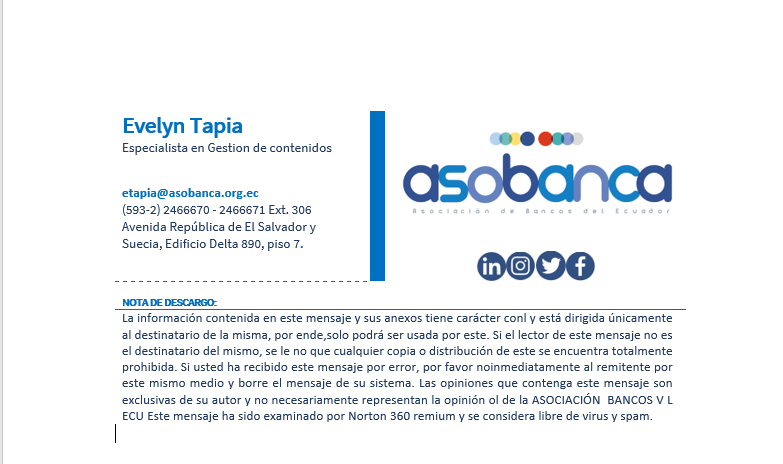 Evelyn Tapia
Especialista en Gestion de contenidos
etapia@asobanca.org.ec
(593-2) 2466670 - 2466671 Ext. 306
Avenida República de El Salvador y
Suecia, Edificio Delta 890, piso 7.
asobanca
Asociación de Bancos del Ecuador
in
f
NOTA DE DESCARGO:
La información contenida en este mensaje y sus anexos tiene carácter conl y está dirigida únicamente
al destinatario de la misma, por ende,solo podrá ser usada por este. Si el lector de este mensaje no es
el destinatario del mismo, se le no que cualquier copia o distribución de este se encuentra totalmente
prohibida. Si usted ha recibido este mensaje por error, por favor noinmediatamente al remitente por
este mismo medio y borre el mensaje de su sistema. Las opiniones que contenga este mensaje son
exclusivas de su autor y no necesariamente representan la opinión ol de la ASOCIACIÓN BANCOS V L
ECU Este mensaje ha sido examinado por Norton 360 remium y se considera libre de virus y spam.